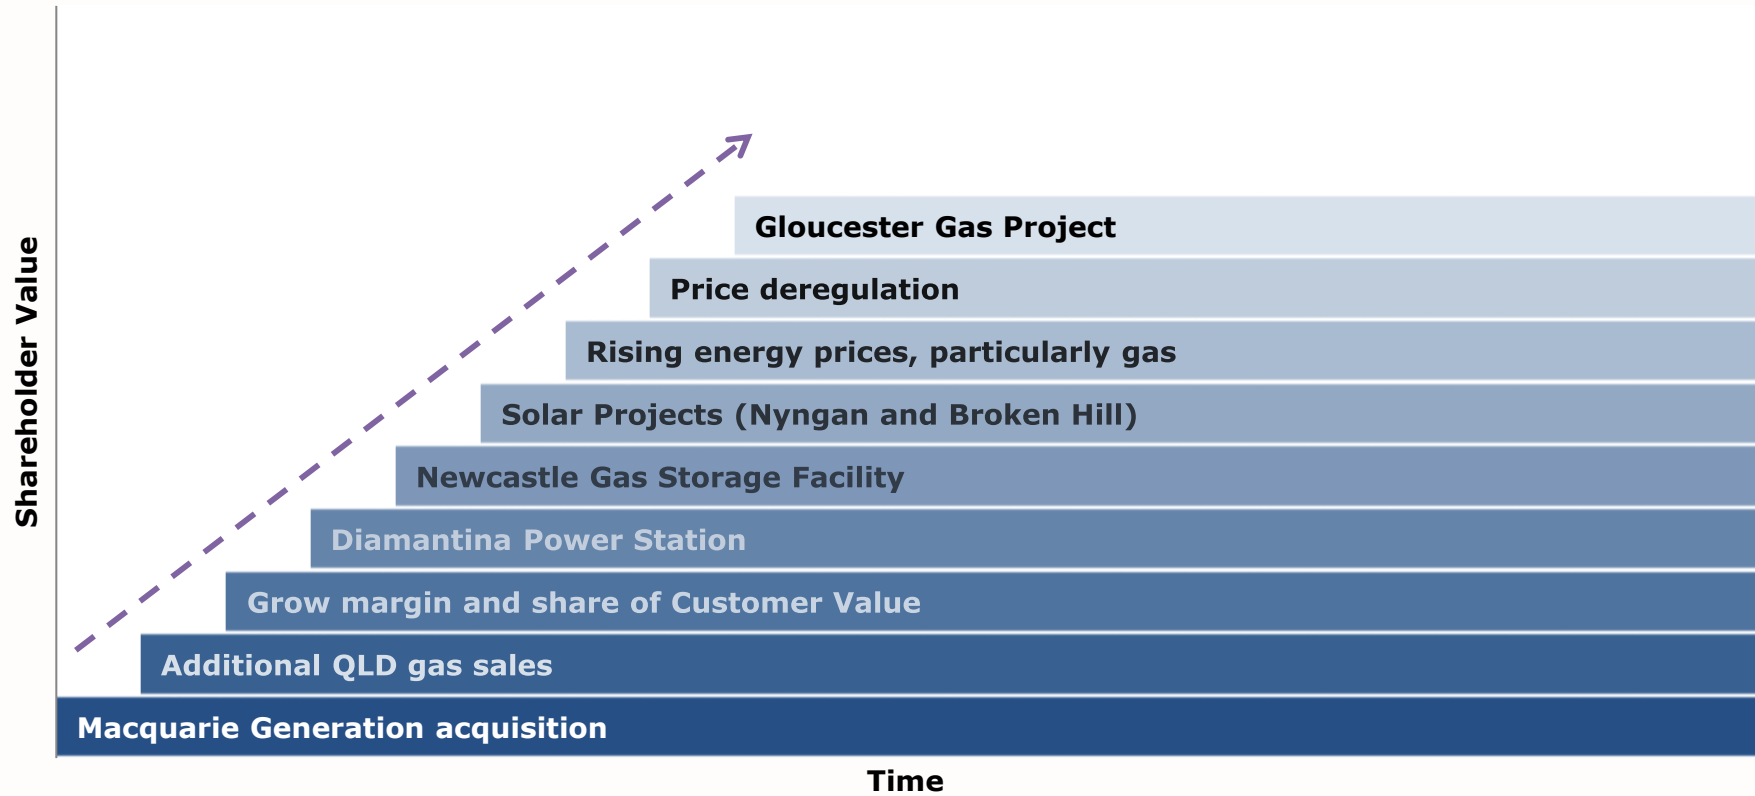 Shareholder Value
Gloucester Gas Project
Price deregulation
Rising energy prices, particularly gas
Solar Projects (Nyngan and Broken Hill)
Newcastle Gas Storage Facility
Diamantina Power Station
Grow margin and share of Customer Value
Additional QLD gas sales
Macquarie Generation acquisition
Time